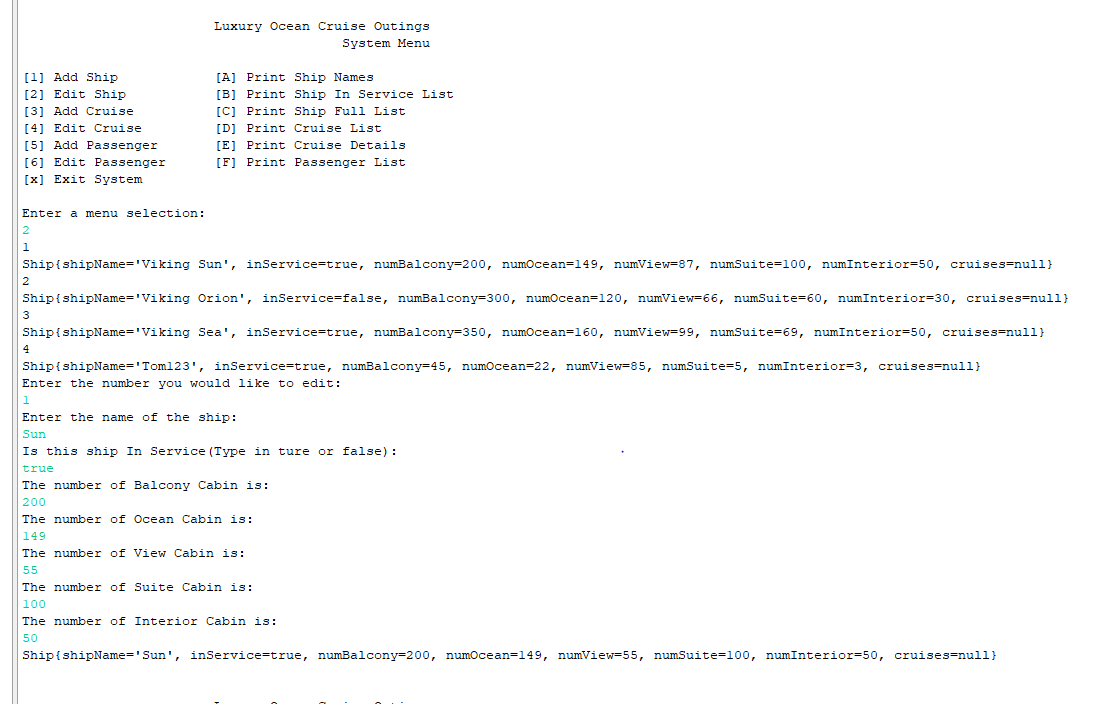 Luxury Ocean Cruise Outings
System Menu
[1] Add Ship [A] Print Ship Names
[2] Edit Ship [B] Print Ship In Service List
[3] Add Cruise [C] Print Ship Full List
[4] Edit Cruise [D] Print Cruise List
[5] Add Passenger [E] Print Cruise Details
[6] Edit Passenger [F] Print Passenger List
[x] Exit System
Enter a menu selection:
2
1
Ship{shipName='Viking Sun', inService=true, numBalcony=200, numOcean=149, numView=87, numSuite=100, numInterior=50, cruises=null}
2
Ship{shipName='Viking Orion', inService=false, numBalcony=300, numOcean=120, numView=66, numSuite=60, numInterior=30, cruises=null}
3
Ship{shipName='Viking Sea', inService=true, numBalcony=350, numOcean=160, numView=99, numSuite=69, numInterior=50, cruises=null}
4
Ship{shipName='Tom123', inService=true, numBalcony=45, numOcean=22, numView=85, numSuite=5, numInterior=3, cruises=null}
Enter the number you would like to edit:
1
Enter the name of the ship:
Sun
Is this ship In Service(Type in ture or false):
true
The number of Balcony Cabin is:
200
The number of Ocean Cabin is:
149
The number of View Cabin is:
55
The number of Suite Cabin is:
100
The number of Interior Cabin is:
50
Ship{shipName='Sun', inService=true, numBalcony=200, numOcean=149, numView=55, numSuite=100, numInterior=50, cruises=null}